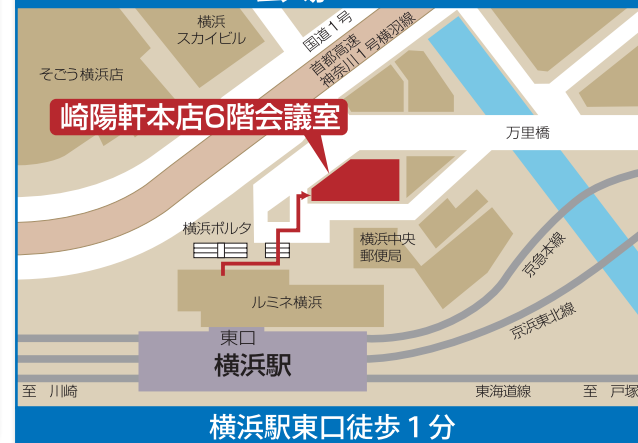 横浜
スカイビル
国道1号
首都高速
神奈川1号横羽線
そごう横浜店
崎陽軒本店6階会議室
万里橋
横浜ポルタ
横浜中央
郵便局
京急本線
ルミネ横浜
京浜東北線
東口
横浜駅
至 川崎
東海道線
至 戸塚
横浜駅東口徒歩1分